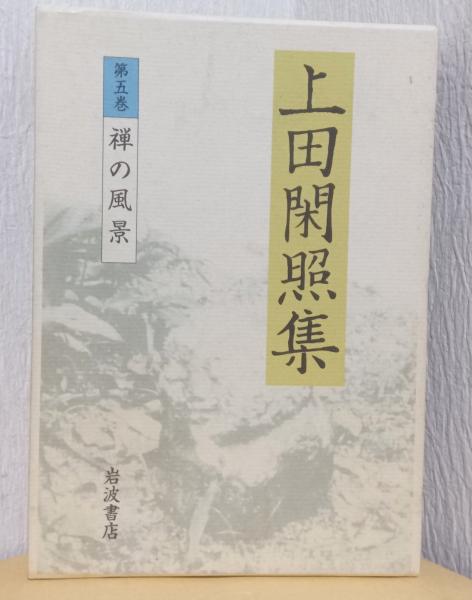 上田閑照集
第五巻
禅の風景
岩波書店